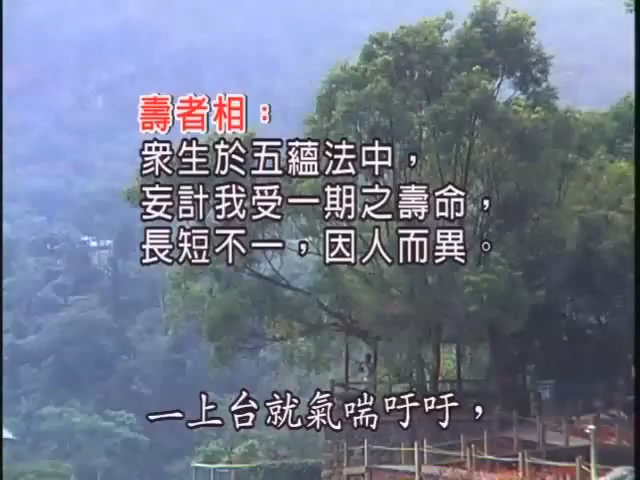 壽者相：
眾生於五蘊法中，
妄計我受一期之壽命，
長短不一，因人而異。
一上台就氣喘吁吁，